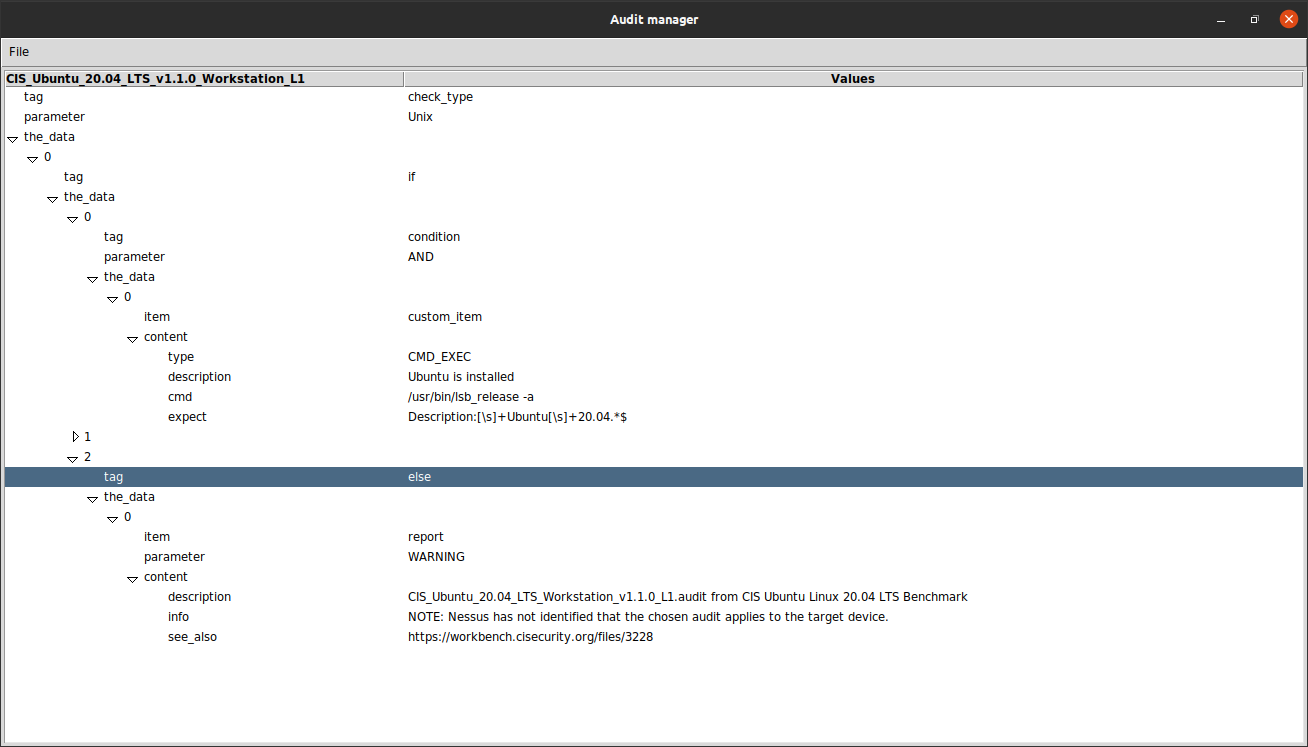 Audit manager
File
CIS_Ubuntu_20.04_LTS_v1.1.0_Workstation_L1 Values
tag check_type
parameter Unix
the_data
0
tag if
the_data
0
tag condition
parameter AND
the_data
0
item custom_item
content
type CMD_EXEC
description Ubuntu is installed
cmd /usr/bin/lsb_release -a
expect Description:[\s]+Ubuntu[\s]+20.04.*$
1
2
tag else
the_data
0
item report
parameter WARNING
content
description CIS_Ubuntu_20.04_LTS_Workstation_v1.1.0_L1.audit from CIS Ubuntu Linux 20.04 LTS Benchmark
info NOTE: Nessus has not identified that the chosen audit applies to the target device.
see_also https://workbench.cisecurity.org/files/3228